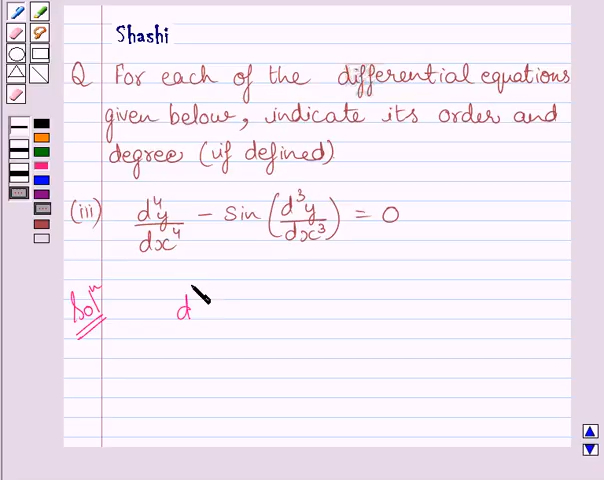 Shashi
Q For each of the differential equations
given below, indicate its order and
degree (if defined)
(iii) d⁴y/dx⁴ - sin (d³y/dx³) = 0
Solⁿ d